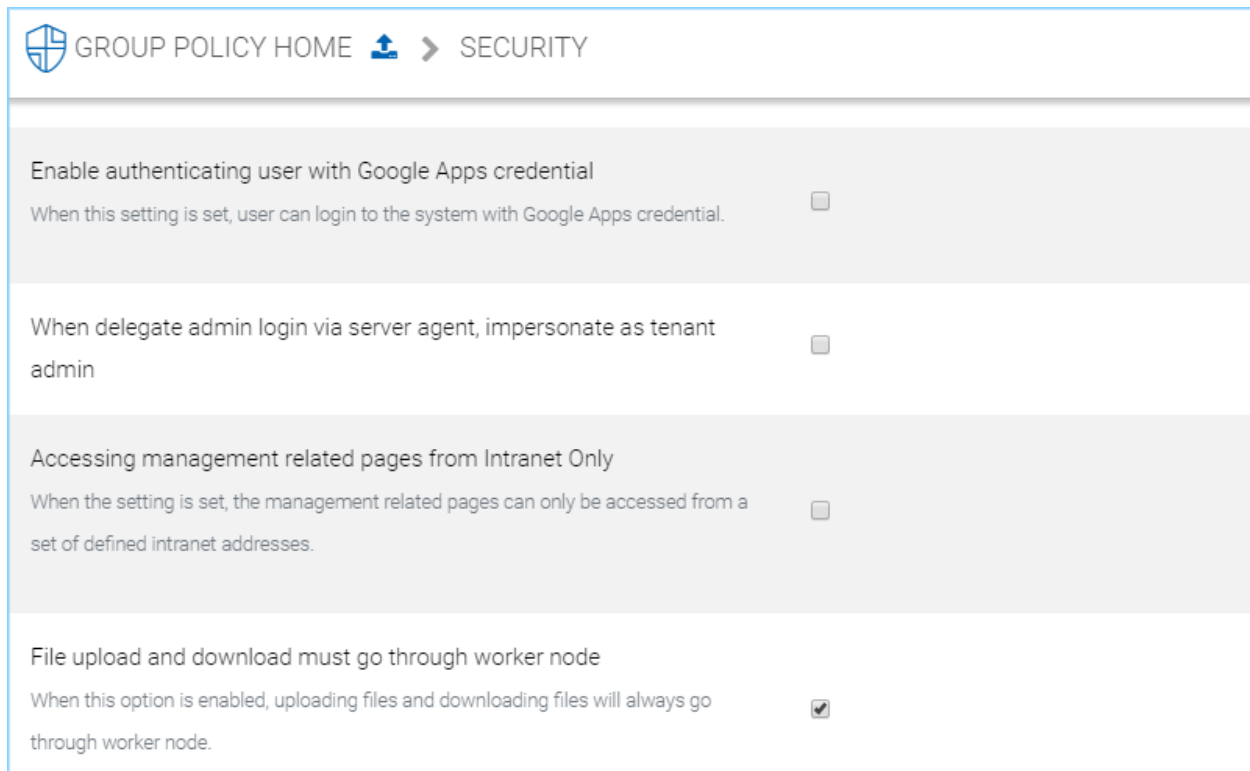 GROUP POLICY HOME > SECURITY
Enable authenticating user with Google Apps credential
When this setting is set, user can login to the system with Google Apps credential.
When delegate admin login via server agent, impersonate as tenant
admin
Accessing management related pages from Intranet Only
When the setting is set, the management related pages can only be accessed from a
set of defined intranet addresses.
File upload and download must go through worker node
When this option is enabled, uploading files and downloading files will always go
through worker node.